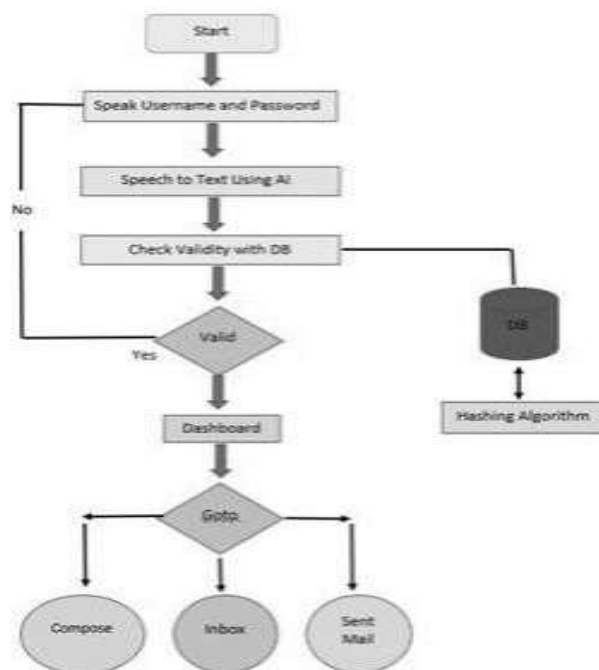 Start
Speak Username and Password
Speech to Text Using AI
No
Check Validity with DB
DB
Valid
Yes
Hashing Algorithm
Dashboard
Goto
Compose
Inbox
Sent
Mail